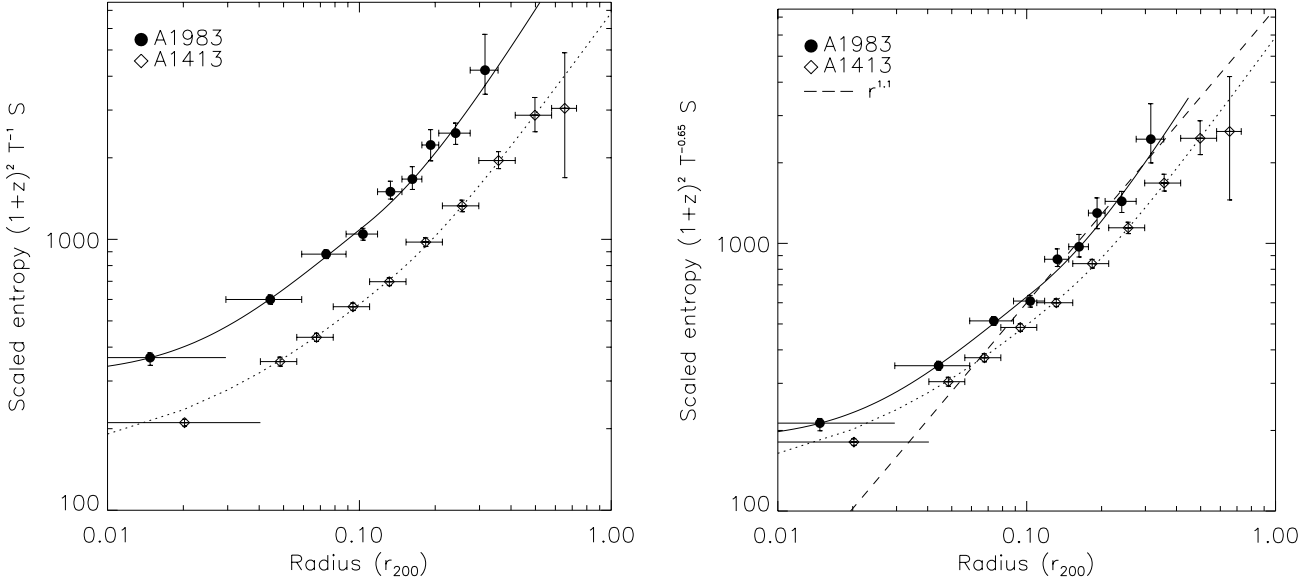 A1983
A1413
Scaled entropy (1+z)² T⁻¹ S
1000
100
0.01
0.10
1.00
Radius (r₂₀₀)
A1983
A1413
r¹·¹
Scaled entropy (1+z)² T⁻⁰·⁶⁵ S
1000
100
0.01
0.10
1.00
Radius (r₂₀₀)